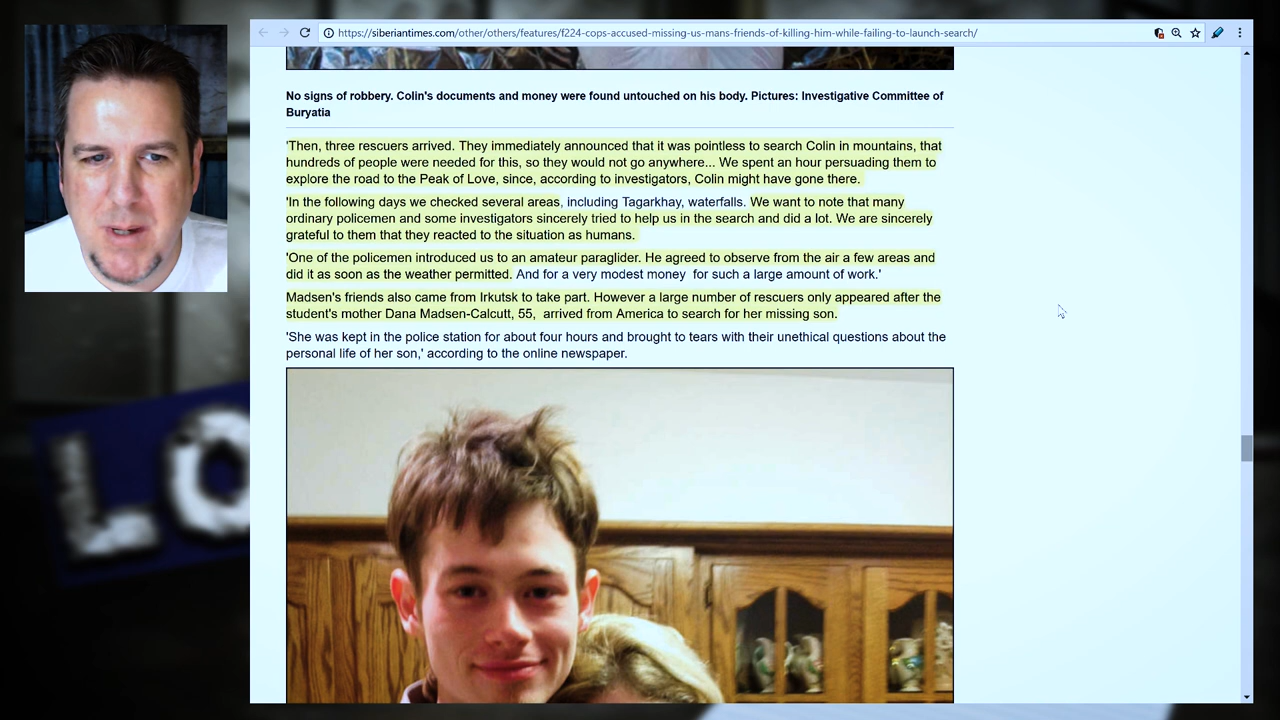 https://siberiantimes.com/other/others/features/f224-cops-accused-missing-us-mans-friends-of-killing-him-while-failing-to-launch-search/
No signs of robbery. Colin's documents and money were found untouched on his body. Pictures: Investigative Committee of
Buryatia
'Then, three rescuers arrived. They immediately announced that it was pointless to search Colin in mountains, that
hundreds of people were needed for this, so they would not go anywhere... We spent an hour persuading them to
explore the road to the Peak of Love, since, according to investigators, Colin might have gone there.
'In the following days we checked several areas, including Tagarkhay, waterfalls. We want to note that many
ordinary policemen and some investigators sincerely tried to help us in the search and did a lot. We are sincerely
grateful to them that they reacted to the situation as humans.
'One of the policemen introduced us to an amateur paraglider. He agreed to observe from the air a few areas and
did it as soon as the weather permitted. And for a very modest money  for such a large amount of work.'
Madsen's friends also came from Irkutsk to take part. However a large number of rescuers only appeared after the
student's mother Dana Madsen-Calcutt, 55,  arrived from America to search for her missing son.
'She was kept in the police station for about four hours and brought to tears with their unethical questions about the
personal life of her son,' according to the online newspaper.
LO